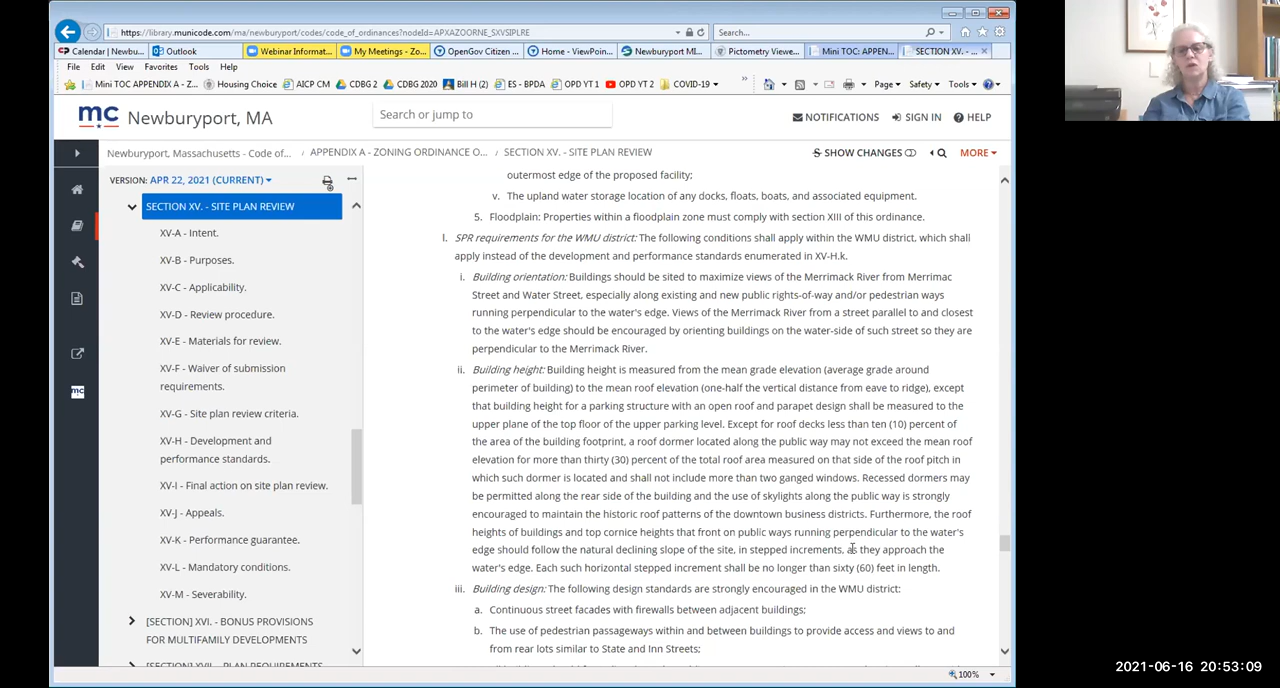 https://library.municode.com/ma/newburyport/codes/code_of_ordinances?nodeId=APXAZOORNE_SXVSIPLRE
Search...
Calendar | Newbu...
Outlook
Webinar Informat...
My Meetings - Zo...
OpenGov Citizen ...
Home - ViewPoin...
Newburyport MI...
Pictometry Viewe...
Mini TOC: APPEN...
SECTION XV. - ...
File Edit View Favorites Tools Help
Mini TOC APPENDIX A - Z...
Housing Choice
AICP CM
CDBG 2
CDBG 2020
Bill H (2)
ES - BPDA
OPD YT 1
OPD YT 2
COVID-19
Page
Safety
Tools
mc Newburyport, MA
Search or jump to
NOTIFICATIONS
SIGN IN
HELP
Newburyport, Massachusetts - Code of... / APPENDIX A - ZONING ORDINANCE O... / SECTION XV. - SITE PLAN REVIEW
SHOW CHANGES
MORE
VERSION: APR 22, 2021 (CURRENT)
SECTION XV. - SITE PLAN REVIEW
XV-A - Intent.
XV-B - Purposes.
XV-C - Applicability.
XV-D - Review procedure.
XV-E - Materials for review.
XV-F - Waiver of submission
requirements.
XV-G - Site plan review criteria.
XV-H - Development and
performance standards.
XV-I - Final action on site plan review.
XV-J - Appeals.
XV-K - Performance guarantee.
XV-L - Mandatory conditions.
XV-M - Severability.
[SECTION] XVI. - BONUS PROVISIONS
FOR MULTIFAMILY DEVELOPMENTS
[SECTION] XVII. - PLAN REQUIREMENTS
mc
outermost edge of the proposed facility;
v. The upland water storage location of any docks, floats, boats, and associated equipment.
5. Floodplain: Properties within a floodplain zone must comply with section XIII of this ordinance.
l. SPR requirements for the WMU district: The following conditions shall apply within the WMU district, which shall
apply instead of the development and performance standards enumerated in XV-H.k.
i. Building orientation: Buildings should be sited to maximize views of the Merrimack River from Merrimac
Street and Water Street, especially along existing and new public rights-of-way and/or pedestrian ways
running perpendicular to the water's edge. Views of the Merrimack River from a street parallel to and closest
to the water's edge should be encouraged by orienting buildings on the water-side of such street so they are
perpendicular to the Merrimack River.
ii. Building height: Building height is measured from the mean grade elevation (average grade around
perimeter of building) to the mean roof elevation (one-half the vertical distance from eave to ridge), except
that building height for a parking structure with an open roof and parapet design shall be measured to the
upper plane of the top floor of the upper parking level. Except for roof decks less than ten (10) percent of
the area of the building footprint, a roof dormer located along the public way may not exceed the mean roof
elevation for more than thirty (30) percent of the total roof area measured on that side of the roof pitch in
which such dormer is located and shall not include more than two ganged windows. Recessed dormers may
be permitted along the rear side of the building and the use of skylights along the public way is strongly
encouraged to maintain the historic roof patterns of the downtown business districts. Furthermore, the roof
heights of buildings and top cornice heights that front on public ways running perpendicular to the water's
edge should follow the natural declining slope of the site, in stepped increments, as they approach the
water's edge. Each such horizontal stepped increment shall be no longer than sixty (60) feet in length.
iii. Building design: The following design standards are strongly encouraged in the WMU district:
a. Continuous street facades with firewalls between adjacent buildings;
b. The use of pedestrian passageways within and between buildings to provide access and views to and
from rear lots similar to State and Inn Streets;
100%
2021-06-16 20:53:09